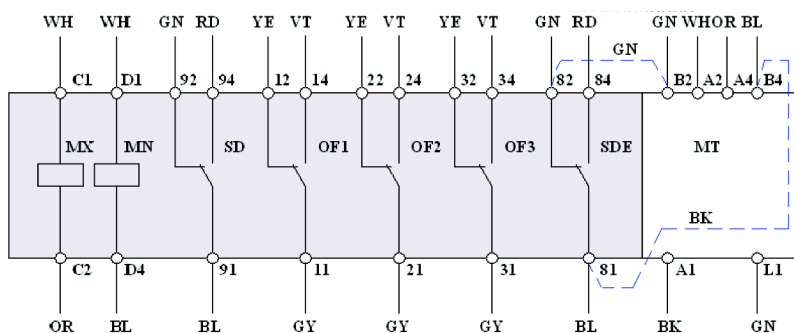 WH WH GN RD YE VT YE VT YE VT GN RD GN WH OR BL
GN
C1 D1 92 94 12 14 22 24 32 34 82 84 B2 A2 A4 B4
MX MN SD OF1 OF2 OF3 SDE MT
BK
C2 D4 91 11 21 31 81 A1 L1
OR BL BL GY GY GY BL BK GN